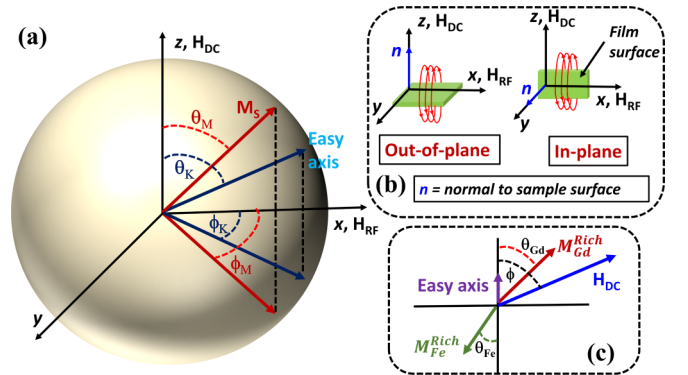 (a)
z, H_DC
θ_M
M_S
Easy
axis
θ_K
ϕ_K
x, H_RF
ϕ_M
y
z, H_DC
n
x, H_RF
y
Out-of-plane
z, H_DC
Film
surface
n
x, H_RF
y
In-plane
(b)
n = normal to sample surface
θ_Gd
M_Gd^Rich
ϕ
Easy axis
H_DC
M_Fe^Rich
θ_Fe
(c)